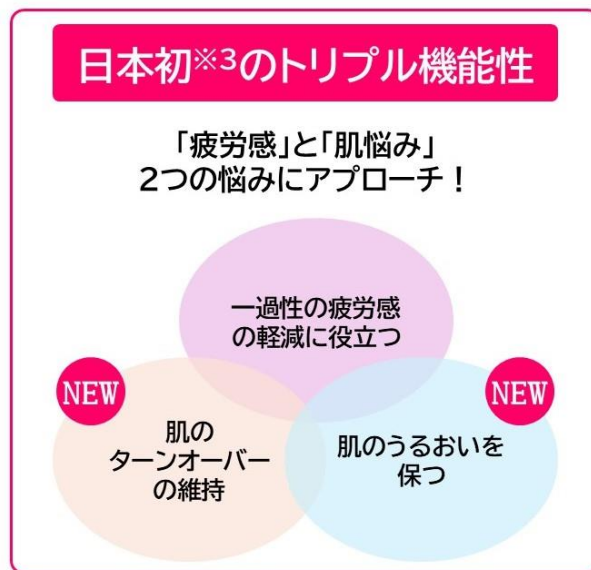 日本初※3のトリプル機能性
「疲労感」と「肌悩み」
2つの悩みにアプローチ！
一過性の疲労感
の軽減に役立つ
NEW
肌の
ターンオーバー
の維持
NEW
肌のうるおいを
保つ